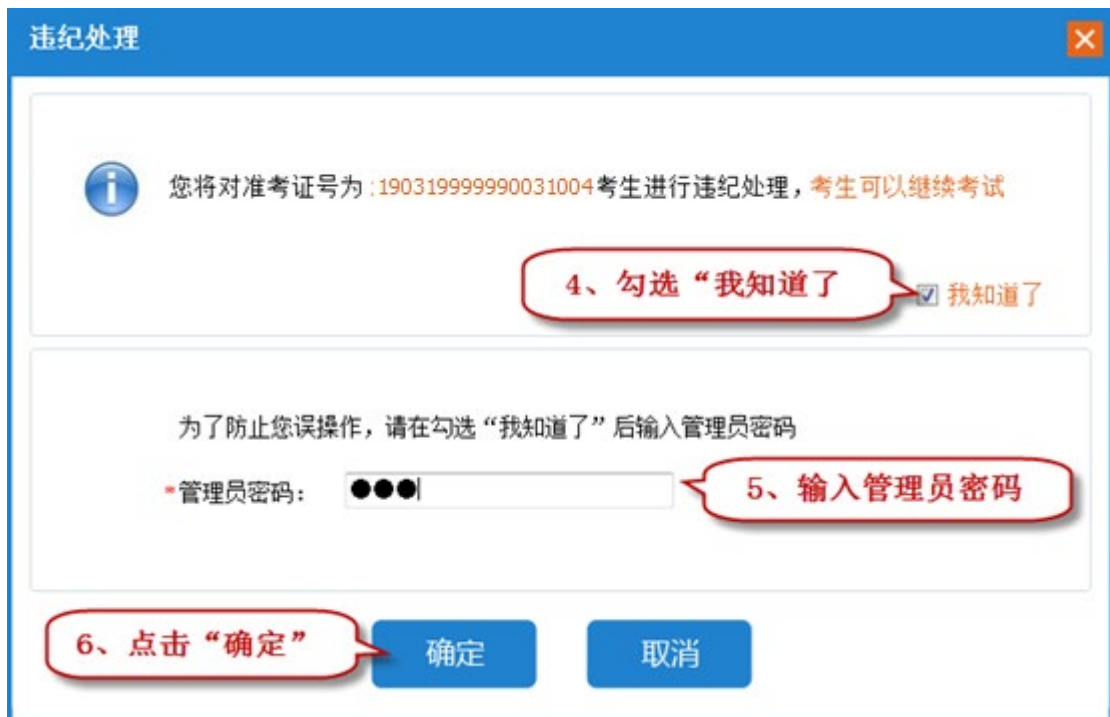 违纪处理
您将对准考证号为:190319999990031004考生进行违纪处理，考生可以继续考试
4、勾选“我知道了
我知道了
为了防止您误操作，请在勾选“我知道了”后输入管理员密码
*管理员密码：
5、输入管理员密码
6、点击“确定”
确定
取消